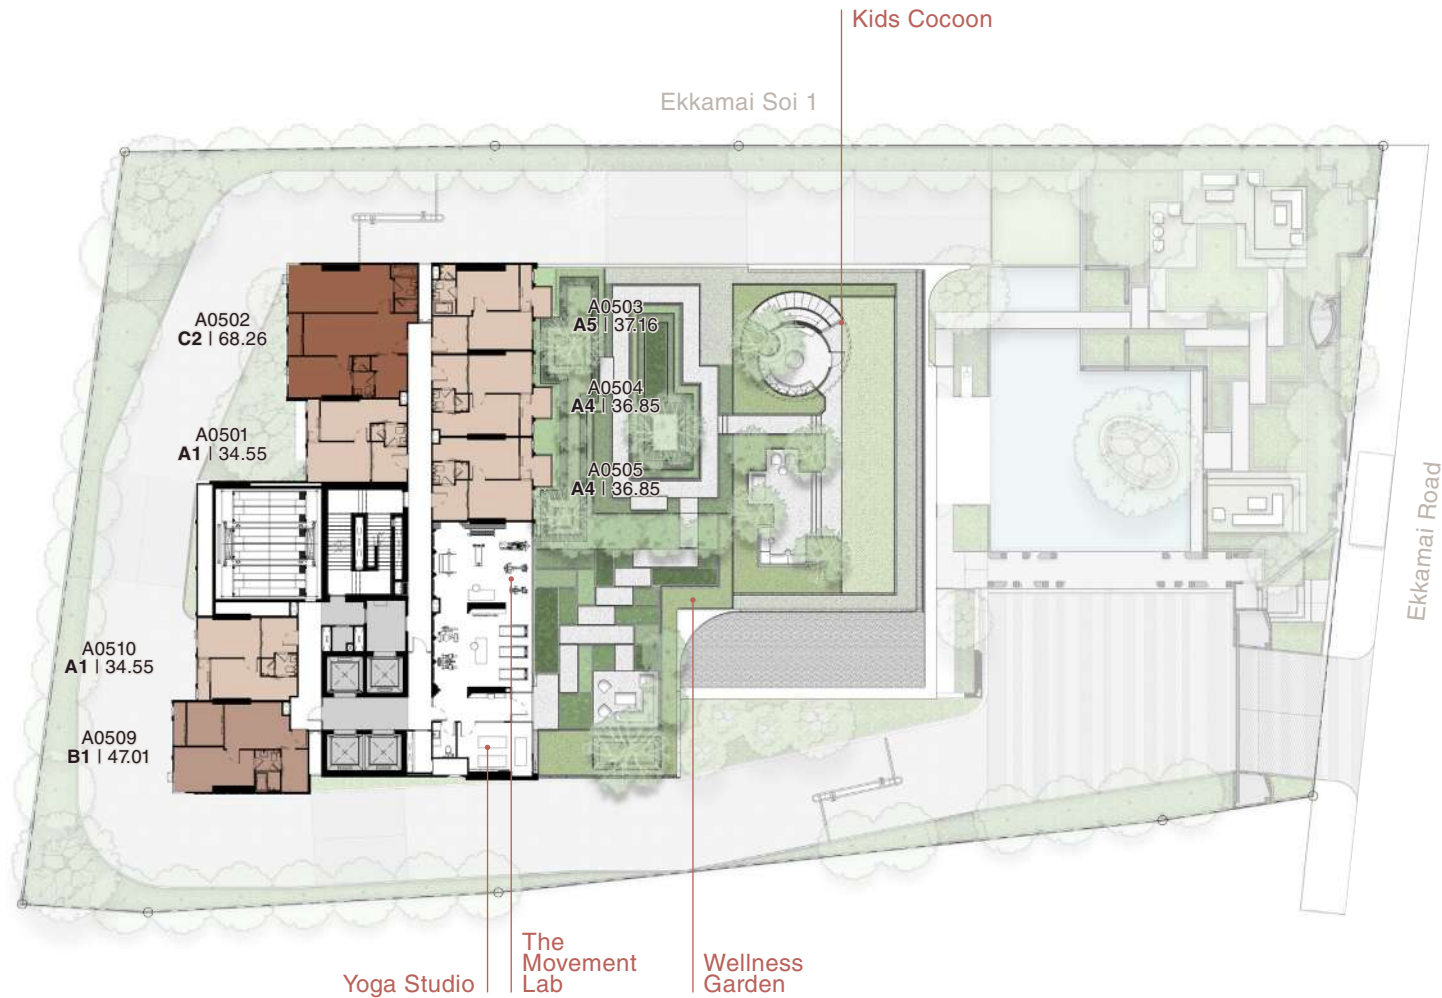 Kids Cocoon
Ekkamai Soi 1
A0502
C2 | 68.26
A0503
A5 | 37.16
A0504
A4 | 36.85
A0501
A1 | 34.55
A0505
A4 | 36.85
Ekkamai Road
A0510
A1 | 34.55
A0509
B1 | 47.01
Yoga Studio
The
Movement
Lab
Wellness
Garden